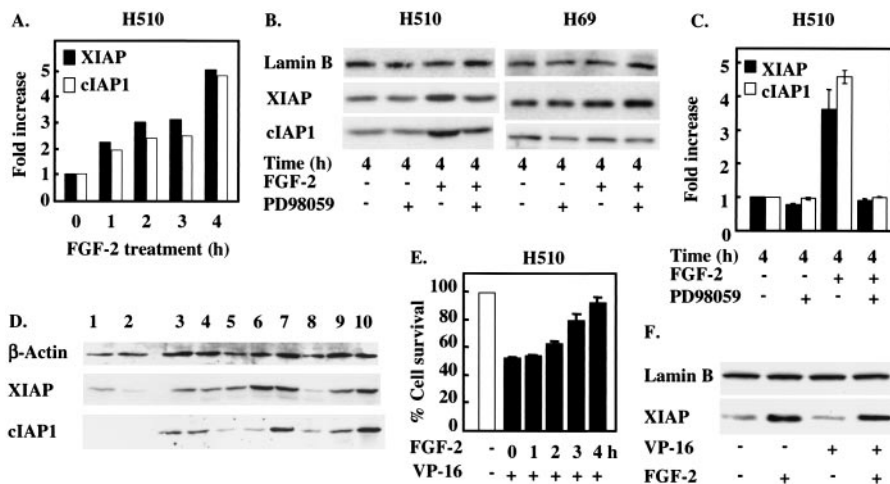 A.
H510
XIAP
cIAP1
Fold increase
5
4
3
2
1
0 1 2 3 4
FGF-2 treatment (h)
B.
H510 H69
Lamin B
XIAP
cIAP1
Time (h) 4 4 4 4 4 4 4 4
FGF-2 - - + + - - + +
PD98059 - + - + - + - +
C.
H510
XIAP
cIAP1
Fold increase
5
4
3
2
1
0
Time (h) 4 4 4 4
FGF-2 - - + +
PD98059 - + - +
D.
1 2 3 4 5 6 7 8 9 10
β-Actin
XIAP
cIAP1
E.
H510
% Cell survival
100
80
60
40
20
0
FGF-2 - 0 1 2 3 4 h
VP-16 - + + + + +
F.
Lamin B
XIAP
VP-16 - - + +
FGF-2 - + - +